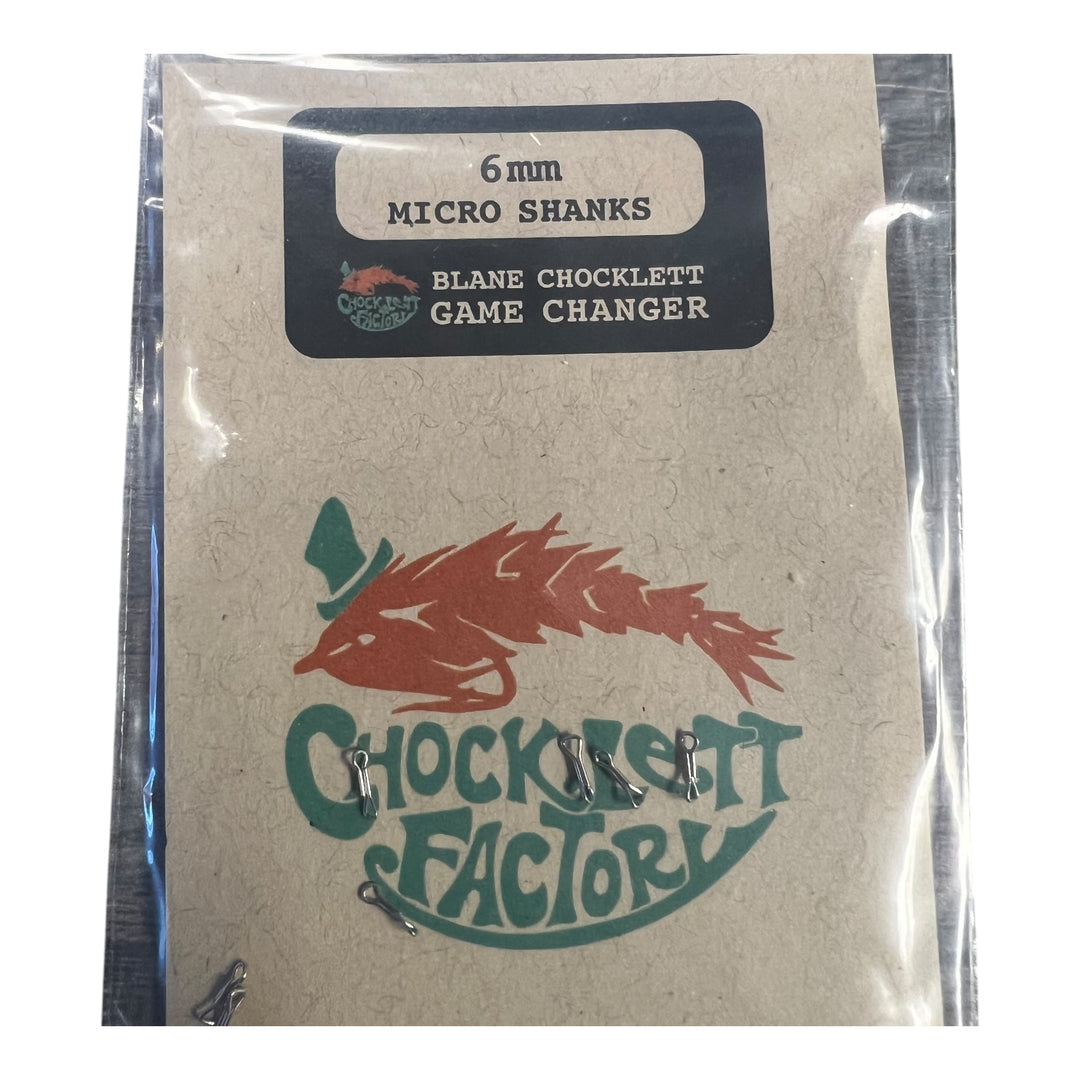 6mm
MICRO SHANKS
CHOCKLETT
FACTORY
BLANE CHOCKLETT
GAME CHANGER
CHOCKLETT
FACTORY